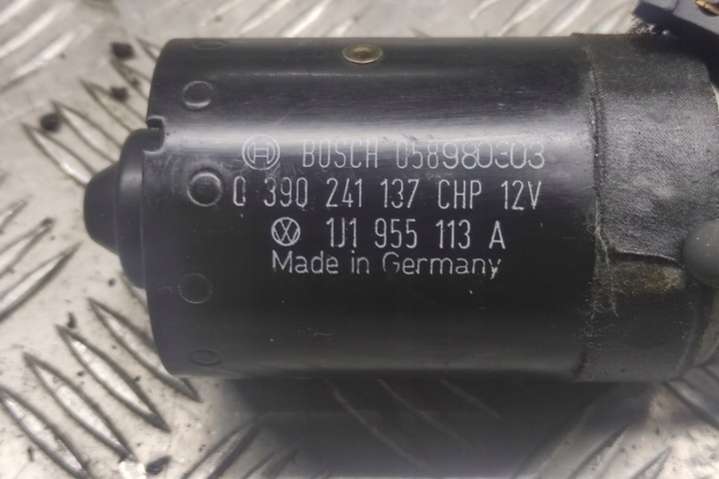 BOSCH 058980303
0 390 241 137 CHP 12V
1J1 955 113 A
Made in Germany